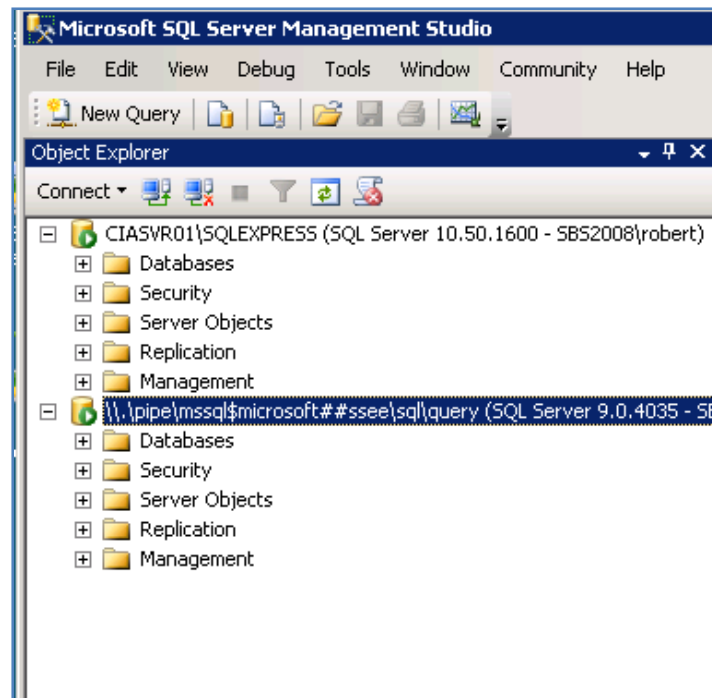 Microsoft SQL Server Management Studio
File Edit View Debug Tools Window Community Help
New Query
Object Explorer
Connect
CIASVR01\SQLEXPRESS (SQL Server 10.50.1600 - SBS2008\robert)
Databases
Security
Server Objects
Replication
Management
\\.\pipe\mssql$microsoft##ssee\sql\query (SQL Server 9.0.4035 - SB
Databases
Security
Server Objects
Replication
Management